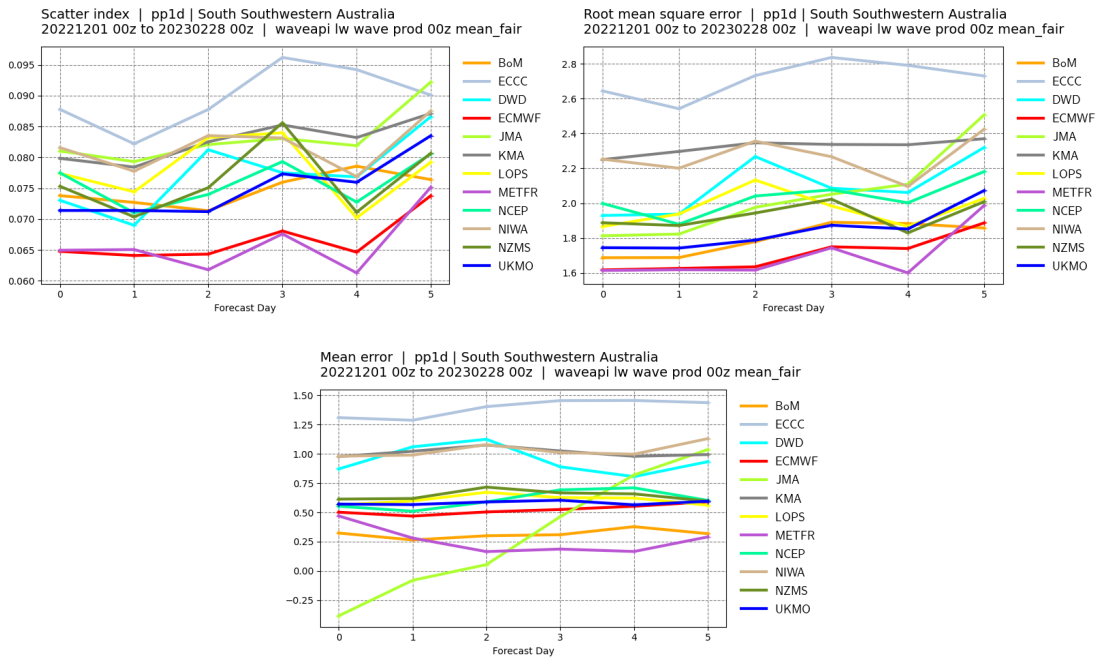 Scatter index | pp1d | South Southwestern Australia
20221201 00z to 20230228 00z | waveapi lw wave prod 00z mean_fair
0.095
0.090
0.085
0.080
0.075
0.070
0.065
0.060
0 1 2 3 4 5
Forecast Day
BoM
ECCC
DWD
ECMWF
JMA
KMA
LOPS
METFR
NCEP
NIWA
NZMS
UKMO
Root mean square error | pp1d | South Southwestern Australia
20221201 00z to 20230228 00z | waveapi lw wave prod 00z mean_fair
2.8
2.6
2.4
2.2
2.0
1.8
1.6
0 1 2 3 4 5
Forecast Day
BoM
ECCC
DWD
ECMWF
JMA
KMA
LOPS
METFR
NCEP
NIWA
NZMS
UKMO
Mean error | pp1d | South Southwestern Australia
20221201 00z to 20230228 00z | waveapi lw wave prod 00z mean_fair
1.50
1.25
1.00
0.75
0.50
0.25
0.00
−0.25
0 1 2 3 4 5
Forecast Day
BoM
ECCC
DWD
ECMWF
JMA
KMA
LOPS
METFR
NCEP
NIWA
NZMS
UKMO